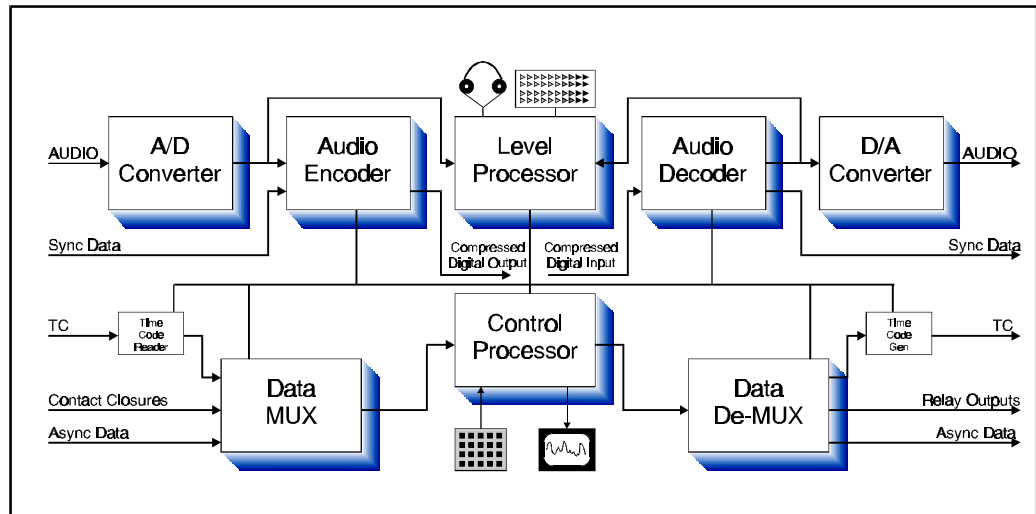 AUDIO
A/D
Converter
Audio
Encoder
Level
Processor
Audio
Decoder
D/A
Converter
AUDIO
Sync Data
Compressed
Digital Output
Compressed
Digital Input
Sync Data
TC
Time
Code
Reader
Control
Processor
Time
Code
Gen
TC
Contact Closures
Async Data
Data
MUX
Data
De-MUX
Relay Outputs
Async Data